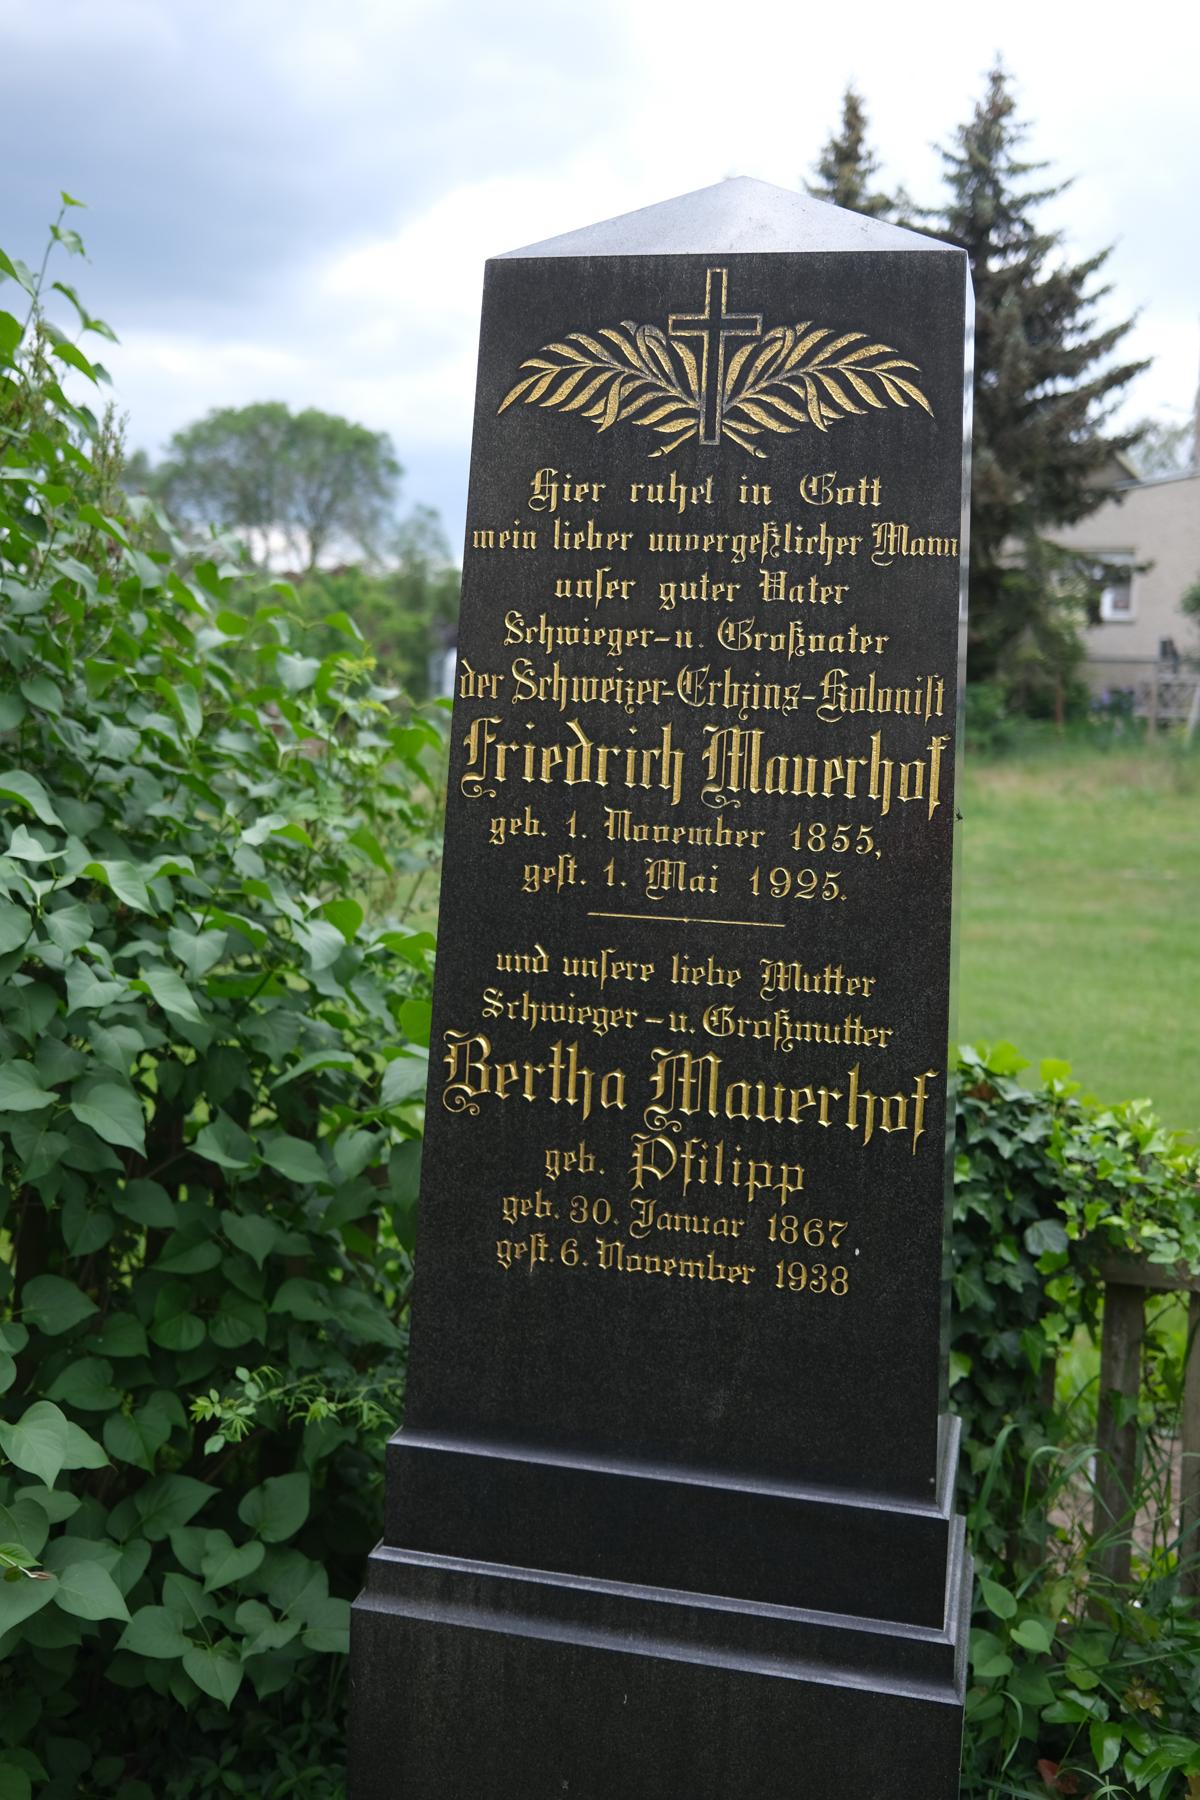 Hier ruhet in Gott
mein lieber unvergeßlicher Mann
unser guter Vater
Schwieger-u. Großvater
der Schweizer-Erbzins-Kolonist
Friedrich Mauerhof
geb. 1. November 1855,
gest. 1. Mai 1925.
und unsere liebe Mutter
Schwieger-u. Großmutter
Bertha Mauerhof
geb. Pfilipp
geb. 30. Januar 1867,
gest. 6. November 1938